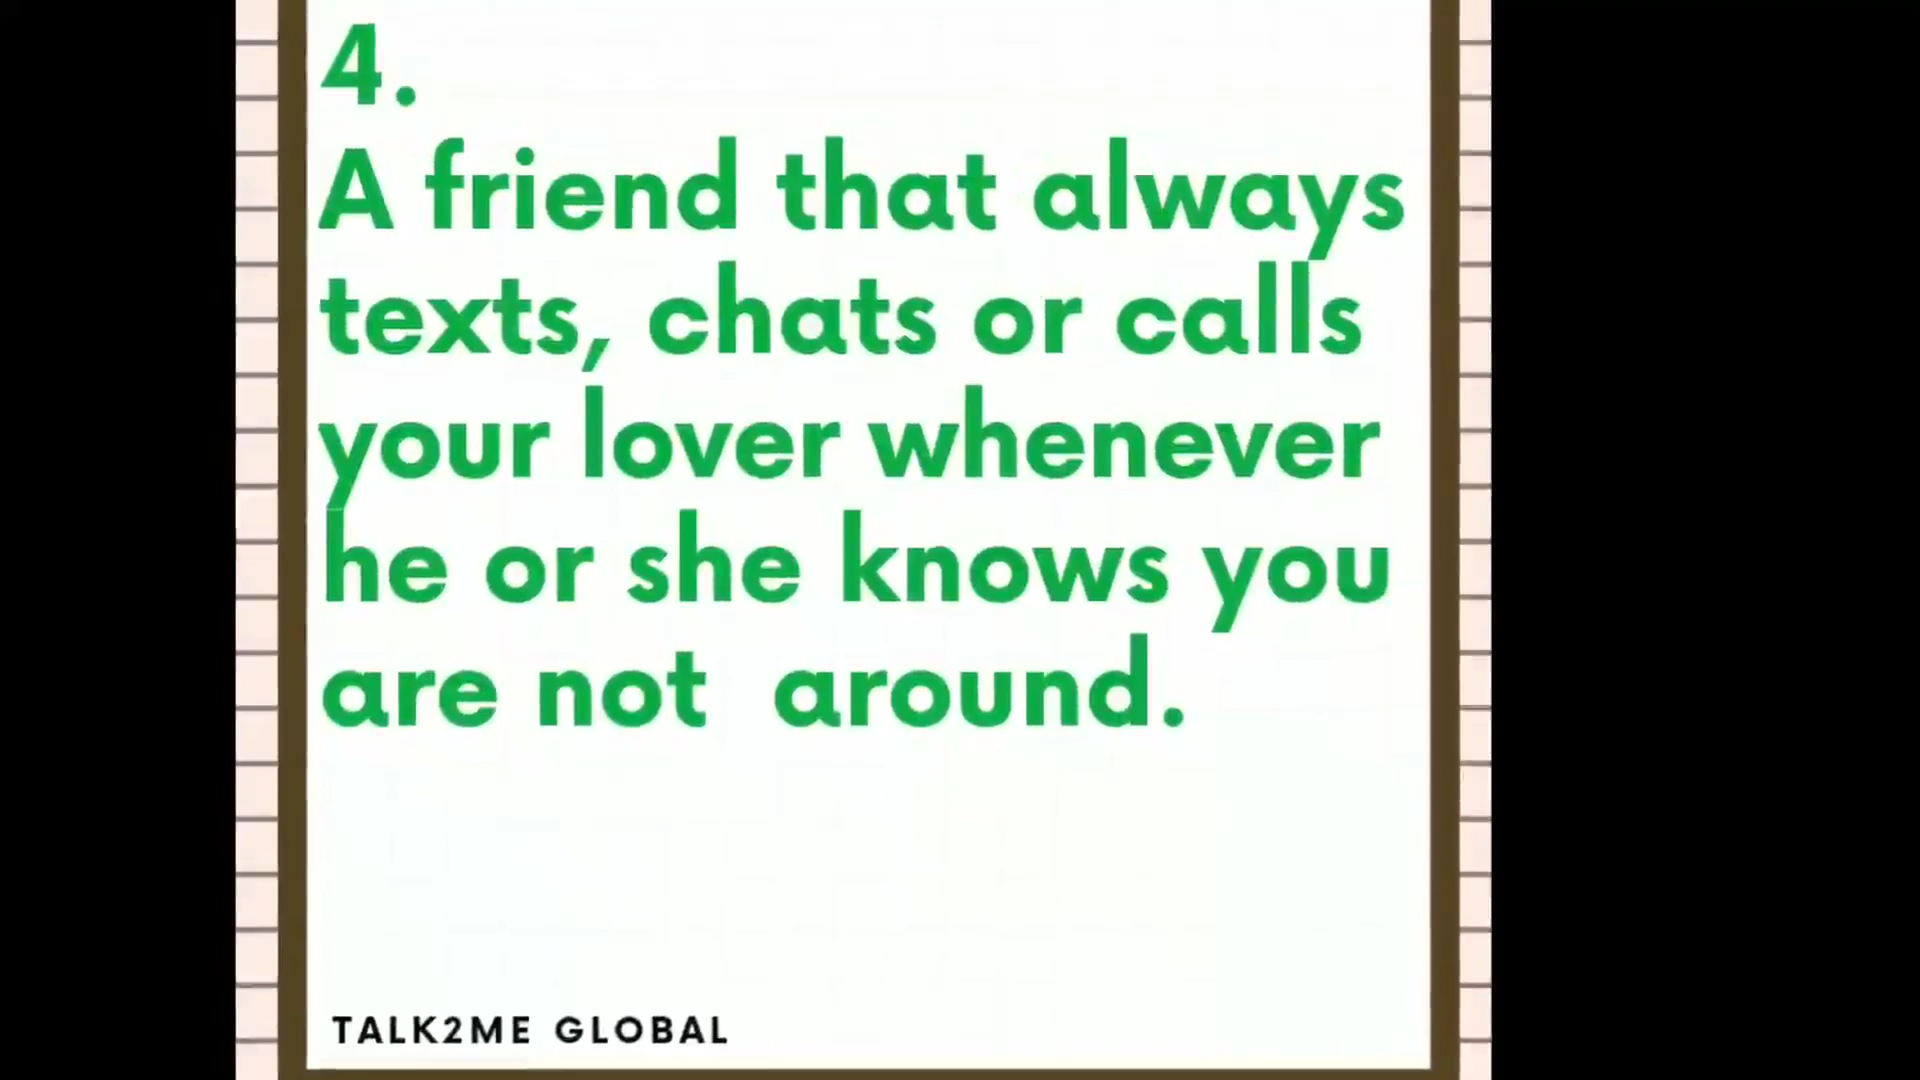 4.
A friend that always
texts, chats or calls
your lover whenever
he or she knows you
are not around.
TALK2ME GLOBAL